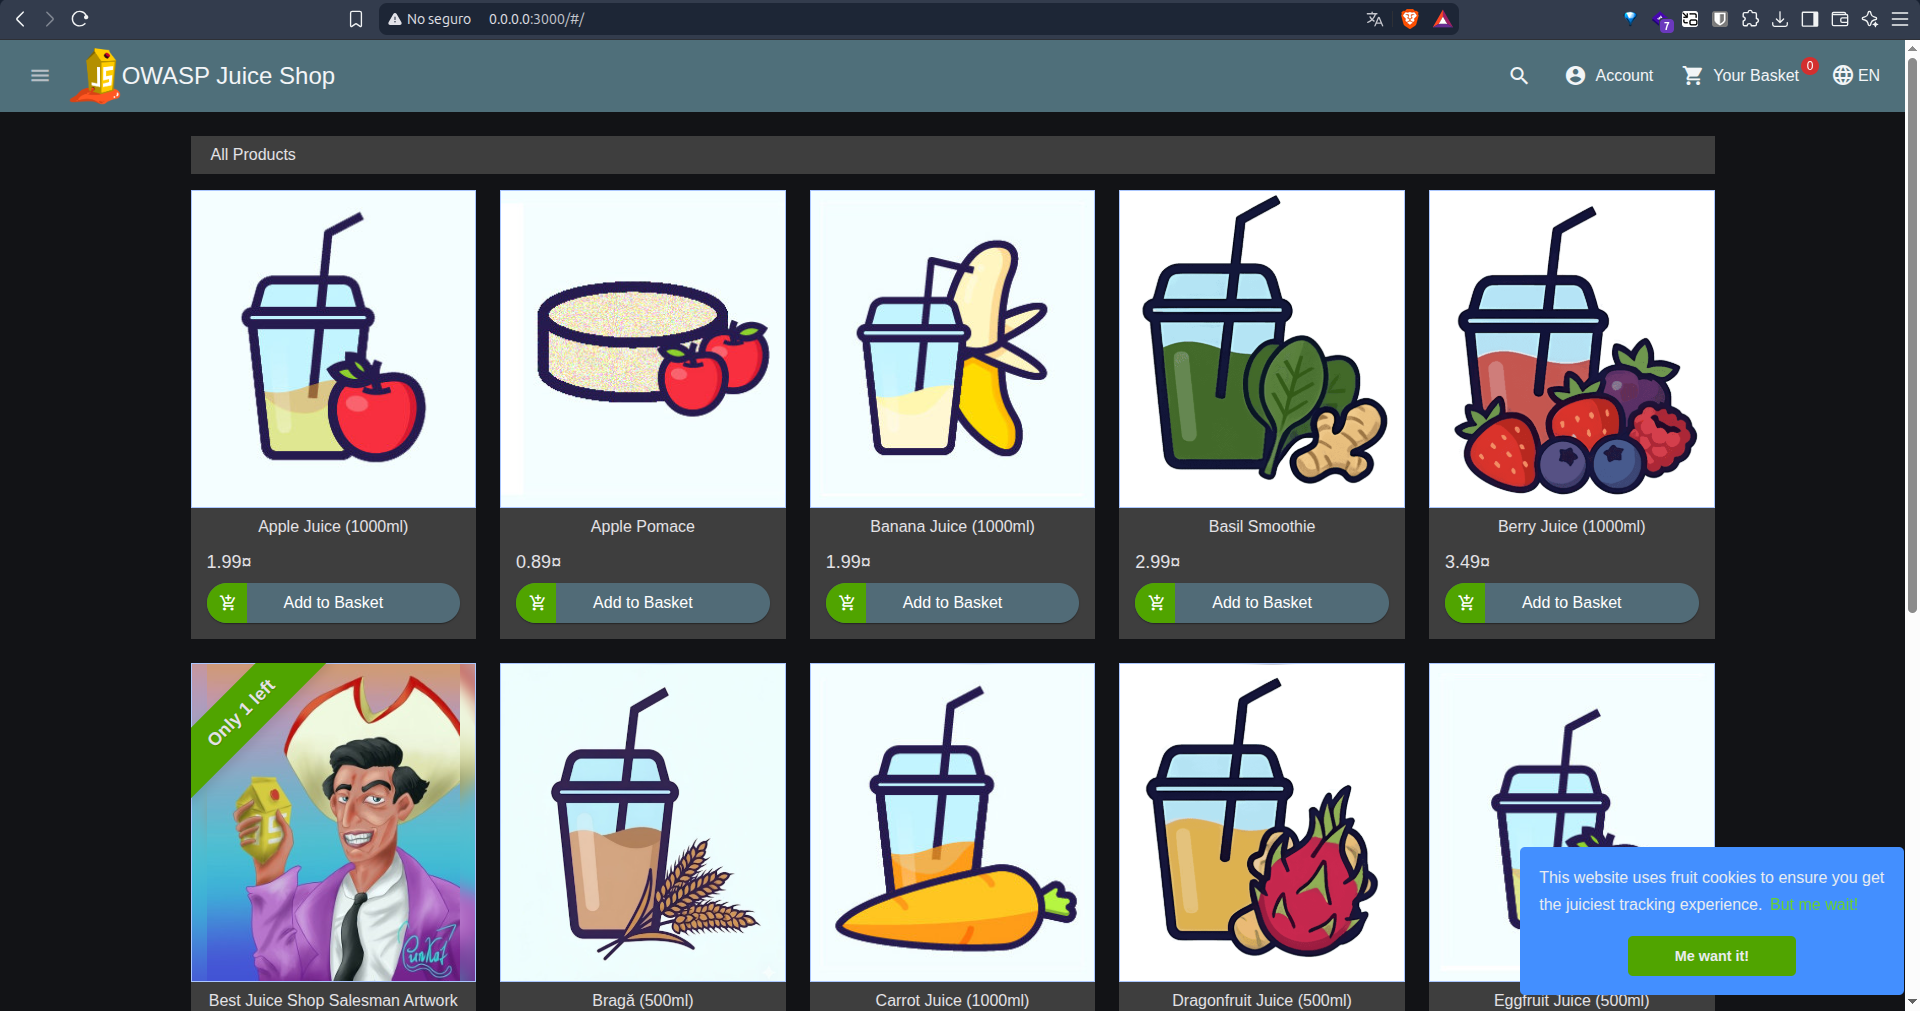 No seguro 0.0.0.0:3000/#/
7
JS
OWASP Juice Shop
Account
Your Basket
0
EN
All Products
Apple Juice (1000ml)
1.99¤
Add to Basket
Apple Pomace
0.89¤
Add to Basket
Banana Juice (1000ml)
1.99¤
Add to Basket
Basil Smoothie
2.99¤
Add to Basket
Berry Juice (1000ml)
3.49¤
Add to Basket
Only 1 left
Best Juice Shop Salesman Artwork
Bragă (500ml)
Carrot Juice (1000ml)
Dragonfruit Juice (500ml)
Eggfruit Juice (500ml)
This website uses fruit cookies to ensure you get
the juiciest tracking experience. But me wait!
Me want it!